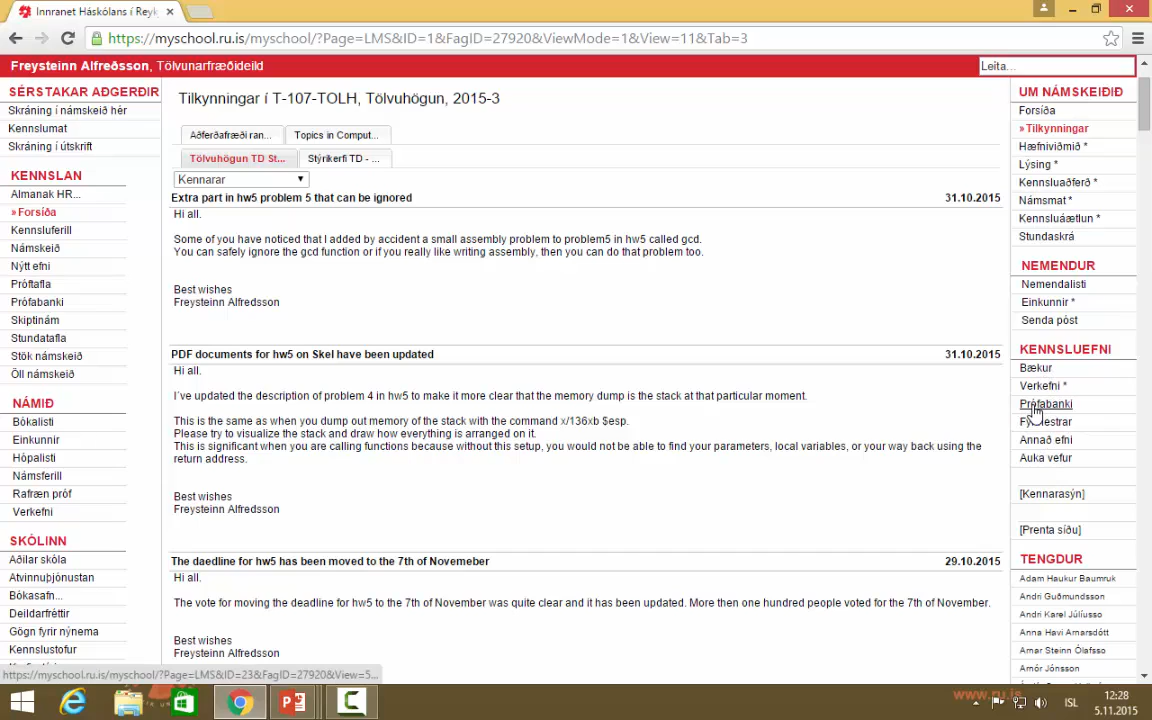 Innranet Háskólans í Reyk
https://myschool.ru.is/myschool/?Page=LMS&ID=1&FagID=27920&ViewMode=1&View=11&Tab=3
Freysteinn Alfreðsson, Tölvunarfræðideild
Leita...
SÉRSTAKAR AÐGERÐIR
Skráning í námskeið hér
Kennslumat
Skráning í útskrift
KENNSLAN
Almanak HR...
» Forsíða
Kennsluferill
Námskeið
Nýtt efni
Próftafla
Prófabanki
Skiptinám
Stundatafla
Stök námskeið
Öll námskeið
NÁMIÐ
Bókalisti
Einkunnir
Hópalisti
Námsferill
Rafræn próf
Verkefni
SKÓLINN
Aðilar skóla
Atvinnuþjónustan
Bókasafn...
Deildarfréttir
Gögn fyrir nýnema
Kennslustofur
Tilkynningar í T-107-TOLH, Tölvuhögun, 2015-3
Aðferðafræði ran...
Topics in Comput...
Tölvuhögun TD St...
Stýrikerfi TD - ...
Kennarar
Extra part in hw5 problem 5 that can be ignored 31.10.2015
Hi all.
Some of you have noticed that I added by accident a small assembly problem to problem5 in hw5 called gcd.
You can safely ignore the gcd function or if you really like writing assembly, then you can do that problem too.
Best wishes
Freysteinn Alfredsson
PDF documents for hw5 on Skel have been updated 31.10.2015
Hi all.
I´ve updated the description of problem 4 in hw5 to make it more clear that the memory dump is the stack at that particular moment.
This is the same as when you dump out memory of the stack with the command x/136xb $esp.
Please try to visualize the stack and draw how everything is arranged on it.
This is significant when you are calling functions because without this setup, you would not be able to find your parameters, local variables, or your way back using the
return address.
Best wishes
Freysteinn Alfredsson
The daedline for hw5 has been moved to the 7th of Novemeber 29.10.2015
Hi all.
The vote for moving the deadline for hw5 to the 7th of November was quite clear and it has been updated. More then one hundred people voted for the 7th of November.
Best wishes
Freysteinn Alfredsson
UM NÁMSKEIÐIÐ
Forsíða
» Tilkynningar
Hæfniviðmið *
Lýsing *
Kennsluaðferð *
Námsmat *
Kennsluáætlun *
Stundaskrá
NEMENDUR
Nemendalisti
Einkunnir *
Senda póst
KENNSLUEFNI
Bækur
Verkefni *
Prófabanki
Annað efni
Auka vefur
[Kennarasýn]
[Prenta síðu]
TENGDUR
Adam Haukur Baumruk
Andri Guðmundsson
Andri Karel Júlíusso
Anna Havi Arnarsdótt
Arnar Steinn Ólafsso
Arnór Jónsson
https://myschool.ru.is/myschool/?Page=LMS&ID=23&FagID=27920&View=5...
www.ru.is
ISL
12:28
5.11.2015